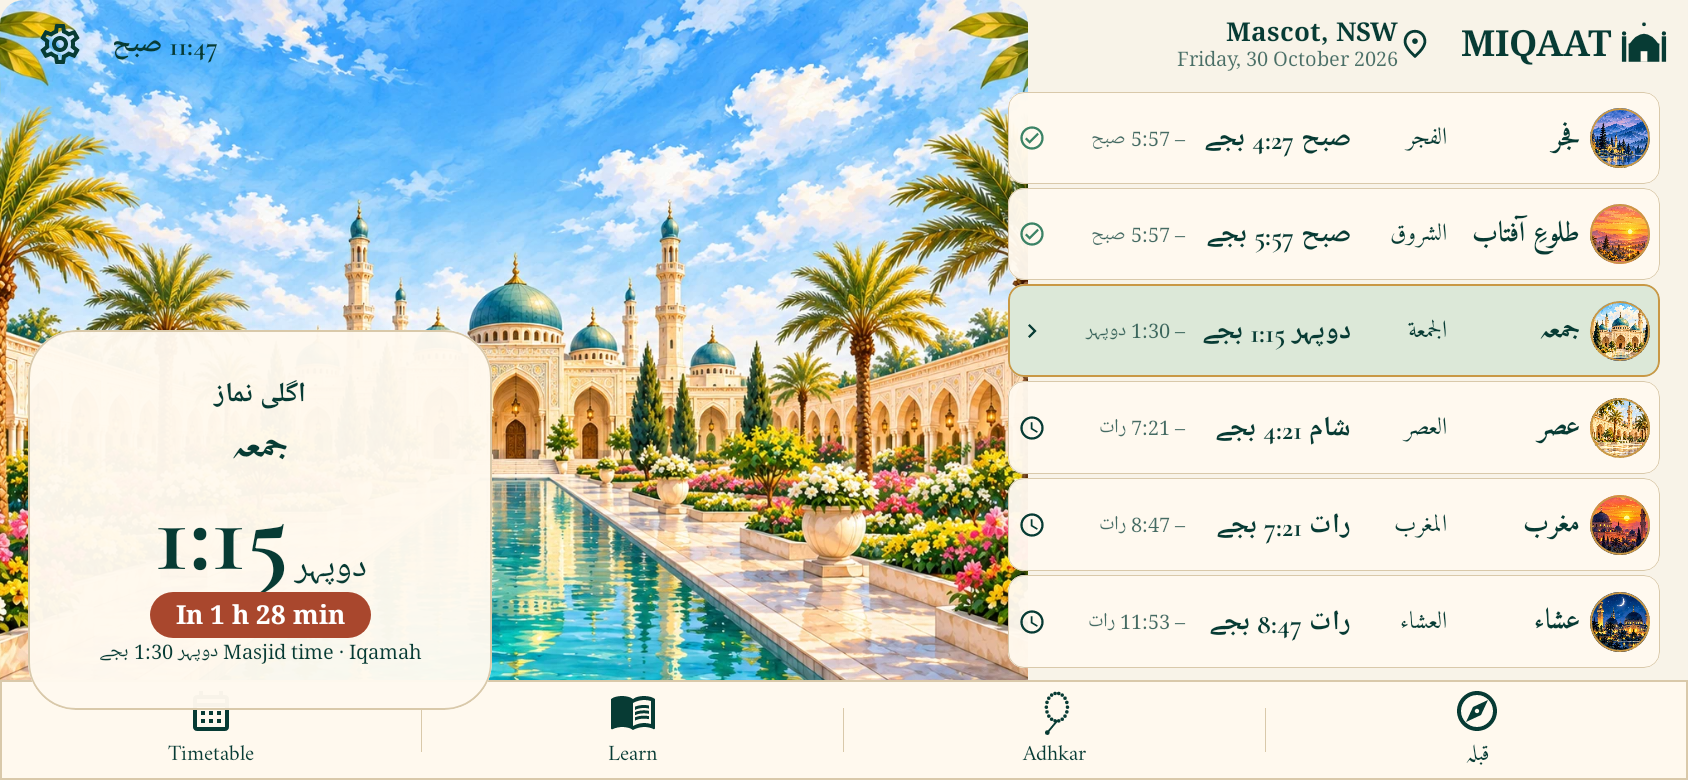 MIQAAT
Mascot, NSW
Friday, 30 October 2026
11:47 صبح
فجر الفجر صبح 4:27 بجے – 5:57 صبح
طلوعِ آفتاب الشروق صبح 5:57 بجے – 5:57 صبح
جمعہ الجمعة دوپہر 1:15 بجے – 1:30 دوپہر
عصر العصر شام 4:21 بجے – 7:21 رات
مغرب المغرب رات 7:21 بجے – 8:47 رات
عشاء العشاء رات 8:47 بجے – 11:53 رات
اگلی نماز
جمعہ
1:15 دوپہر
In 1 h 28 min
Masjid time · Iqamah دوپہر 1:30 بجے
Timetable
Learn
Adhkar
قبلہ